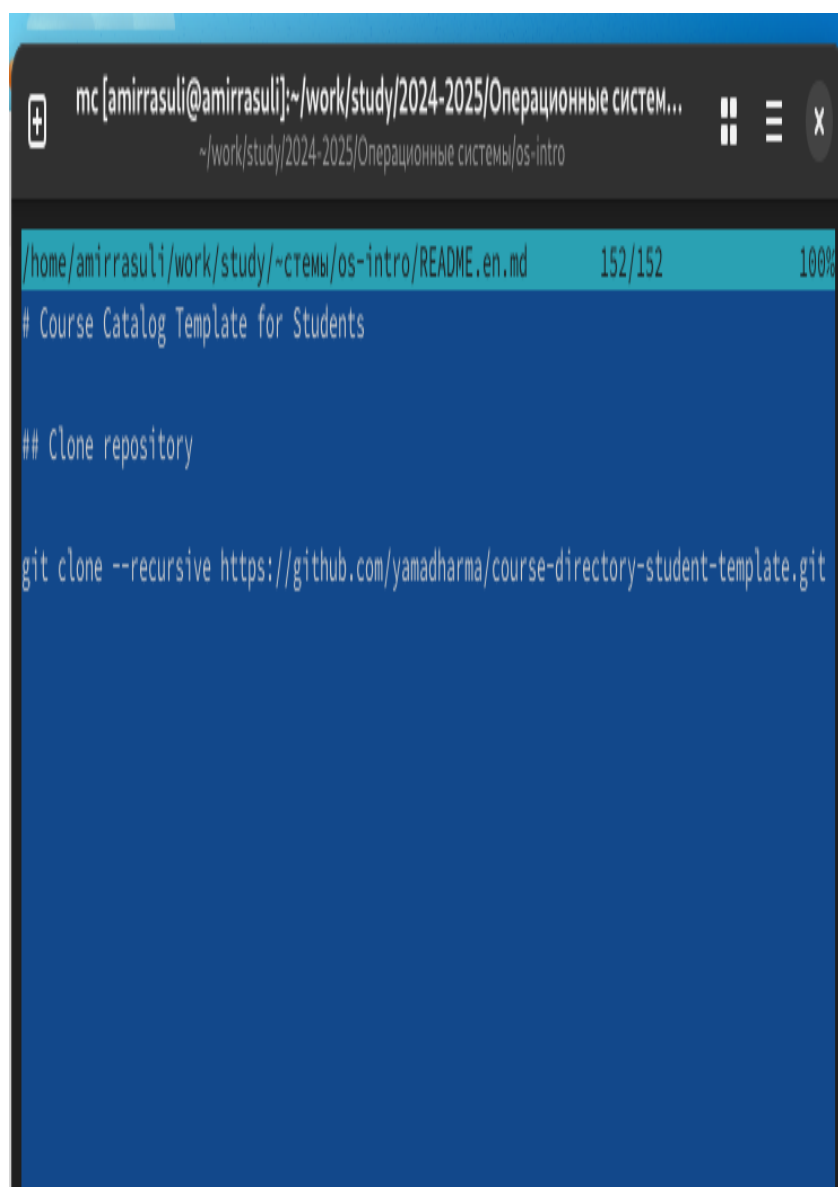 mc [amirrasuli@amirrasuli]:~/work/study/2024-2025/Операционные систем...
~/work/study/2024-2025/Операционные системы/os-intro
/home/amirrasuli/work/study/~стемы/os-intro/README.en.md 152/152 100%
# Course Catalog Template for Students
## Clone repository
git clone --recursive https://github.com/yamadharma/course-directory-student-template.git